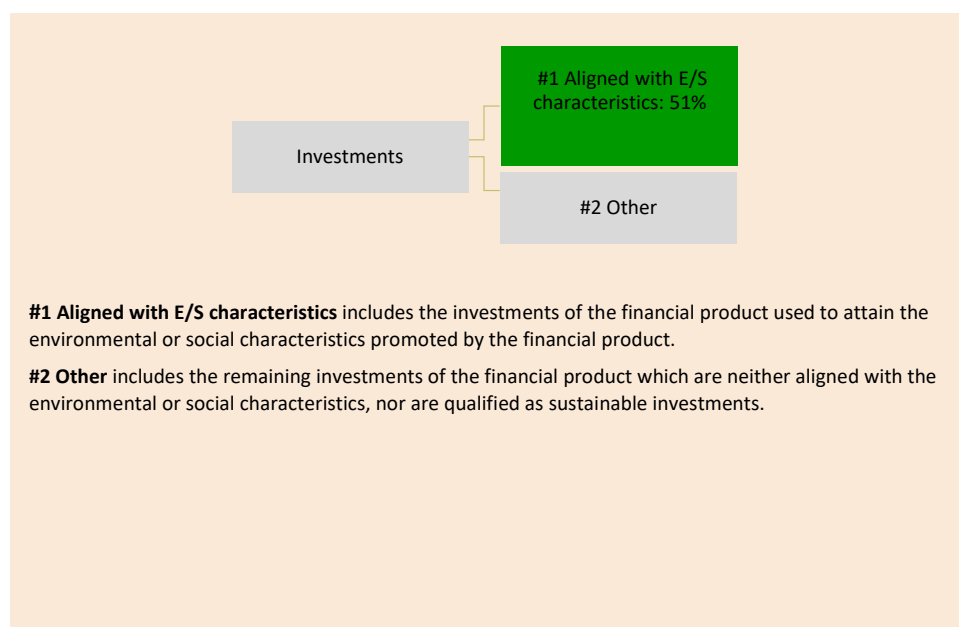 #1 Aligned with E/S
characteristics: 51%
Investments
#2 Other
#1 Aligned with E/S characteristics includes the investments of the financial product used to attain the
environmental or social characteristics promoted by the financial product.
#2 Other includes the remaining investments of the financial product which are neither aligned with the
environmental or social characteristics, nor are qualified as sustainable investments.